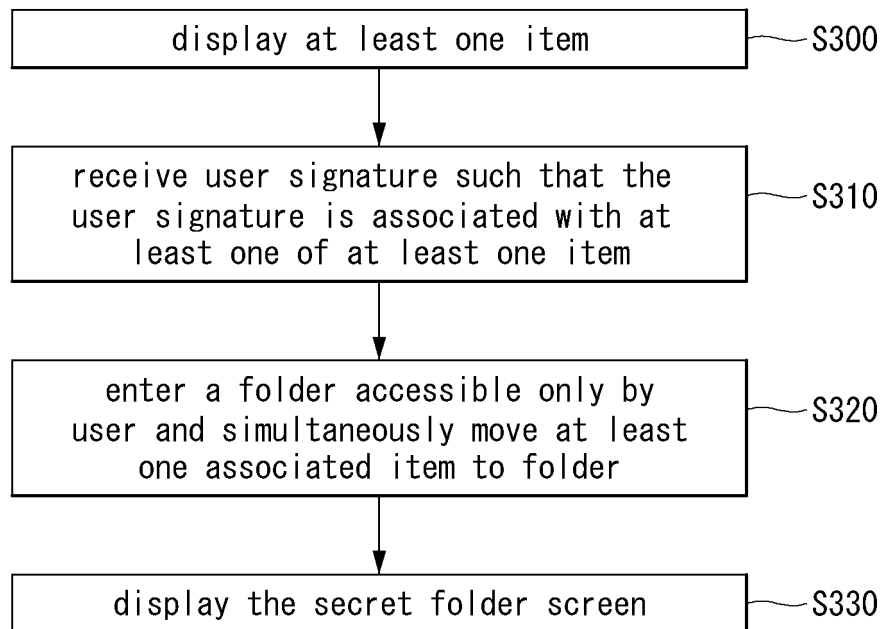 display at least one item
S300
receive user signature such that the
user signature is associated with at
least one of at least one item
S310
enter a folder accessible only by
user and simultaneously move at least
one associated item to folder
S320
display the secret folder screen
S330